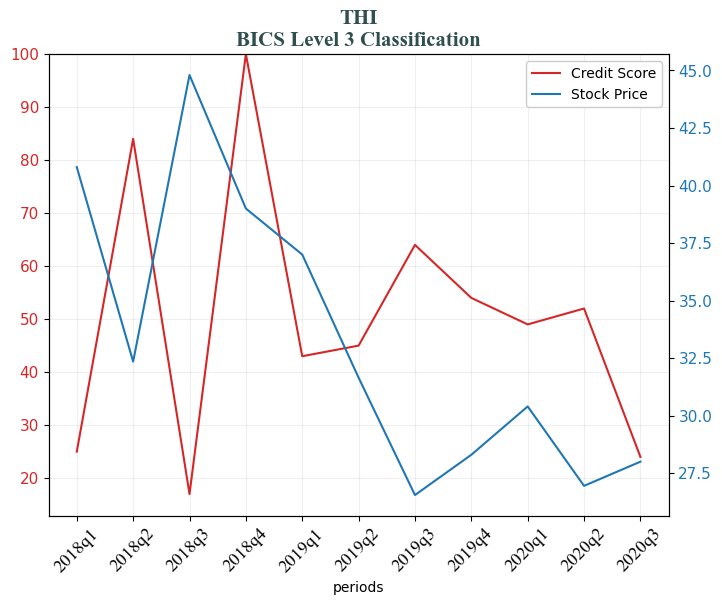 THI
BICS Level 3 Classification
Credit Score
Stock Price
100
90
80
70
60
50
40
30
20
45.0
42.5
40.0
37.5
35.0
32.5
30.0
27.5
2018q1
2018q2
2018q3
2018q4
2019q1
2019q2
2019q3
2019q4
2020q1
2020q2
2020q3
periods